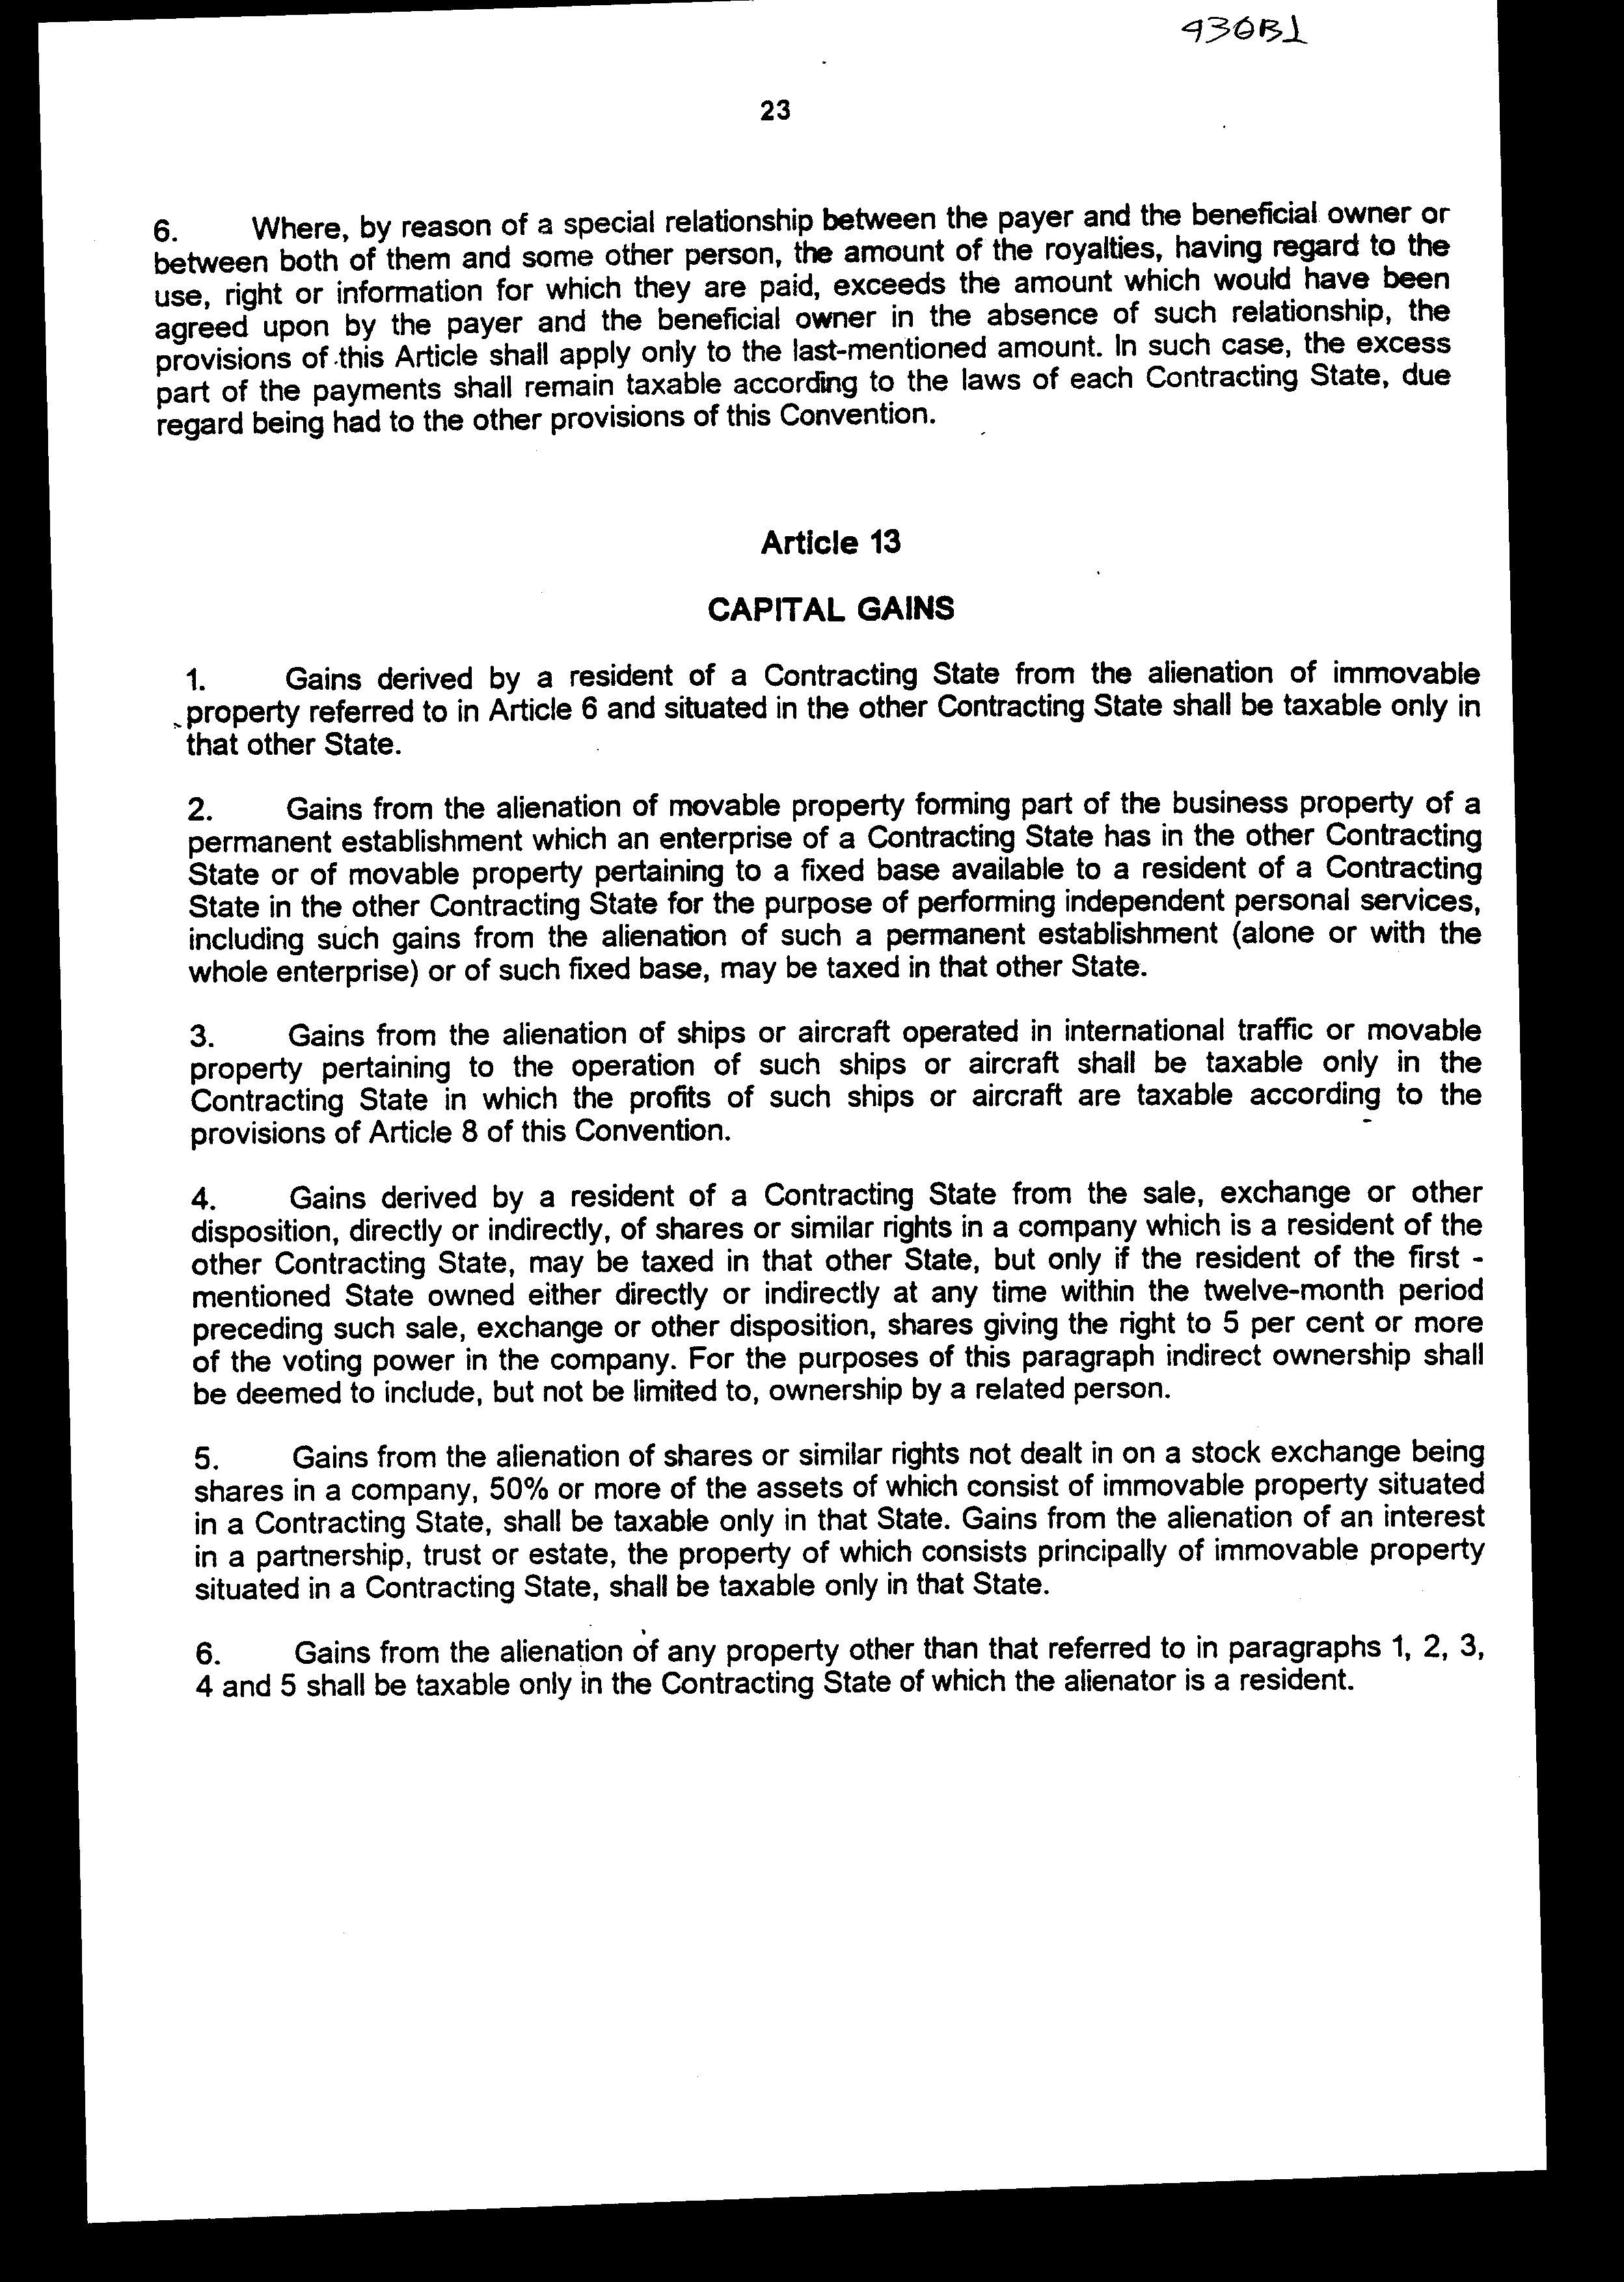 930B1
23
6. Where, by reason of a special relationship between the payer and the beneficial owner or
between both of them and some other person, the amount of the royalties, having regard to the
use, right or information for which they are paid, exceeds the amount which would have been
agreed upon by the payer and the beneficial owner in the absence of such relationship, the
provisions of this Article shall apply only to the last-mentioned amount. In such case, the excess
part of the payments shall remain taxable according to the laws of each Contracting State, due
regard being had to the other provisions of this Convention.
Article 13
CAPITAL GAINS
1. Gains derived by a resident of a Contracting State from the alienation of immovable
property referred to in Article 6 and situated in the other Contracting State shall be taxable only in
that other State.
2. Gains from the alienation of movable property forming part of the business property of a
permanent establishment which an enterprise of a Contracting State has in the other Contracting
State or of movable property pertaining to a fixed base available to a resident of a Contracting
State in the other Contracting State for the purpose of performing independent personal services,
including such gains from the alienation of such a permanent establishment (alone or with the
whole enterprise) or of such fixed base, may be taxed in that other State.
3. Gains from the alienation of ships or aircraft operated in international traffic or movable
property pertaining to the operation of such ships or aircraft shall be taxable only in the
Contracting State in which the profits of such ships or aircraft are taxable according to the
provisions of Article 8 of this Convention.
4. Gains derived by a resident of a Contracting State from the sale, exchange or other
disposition, directly or indirectly, of shares or similar rights in a company which is a resident of the
other Contracting State, may be taxed in that other State, but only if the resident of the first -
mentioned State owned either directly or indirectly at any time within the twelve-month period
preceding such sale, exchange or other disposition, shares giving the right to 5 per cent or more
of the voting power in the company. For the purposes of this paragraph indirect ownership shall
be deemed to include, but not be limited to, ownership by a related person.
5. Gains from the alienation of shares or similar rights not dealt in on a stock exchange being
shares in a company, 50% or more of the assets of which consist of immovable property situated
in a Contracting State, shall be taxable only in that State. Gains from the alienation of an interest
in a partnership, trust or estate, the property of which consists principally of immovable property
situated in a Contracting State, shall be taxable only in that State.
6. Gains from the alienation of any property other than that referred to in paragraphs 1, 2, 3,
4 and 5 shall be taxable only in the Contracting State of which the alienator is a resident.